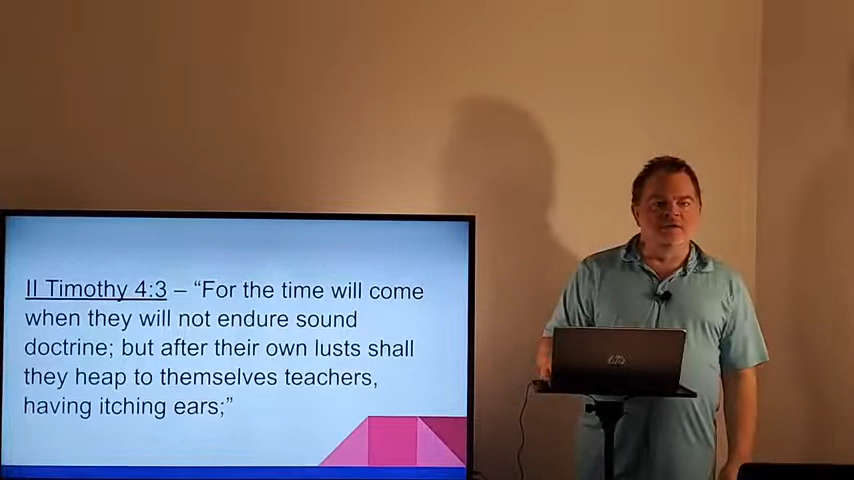 II Timothy 4:3 – “For the time will come
when they will not endure sound
doctrine; but after their own lusts shall
they heap to themselves teachers,
having itching ears;”
hp